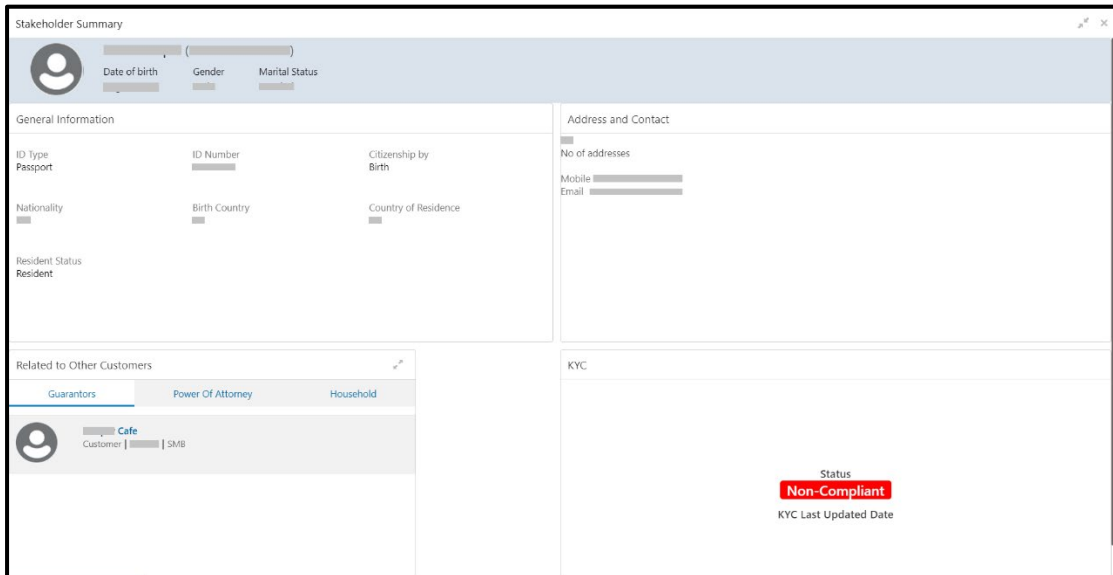 Stakeholder Summary
( )
Date of birth Gender Marital Status
General Information
ID Type ID Number Citizenship by
Passport Birth
Nationality Birth Country Country of Residence
Resident Status
Resident
Address and Contact
No of addresses
Mobile
Email
Related to Other Customers
Guarantors Power Of Attorney Household
Cafe
Customer | | SMB
KYC
Status
Non-Compliant
KYC Last Updated Date